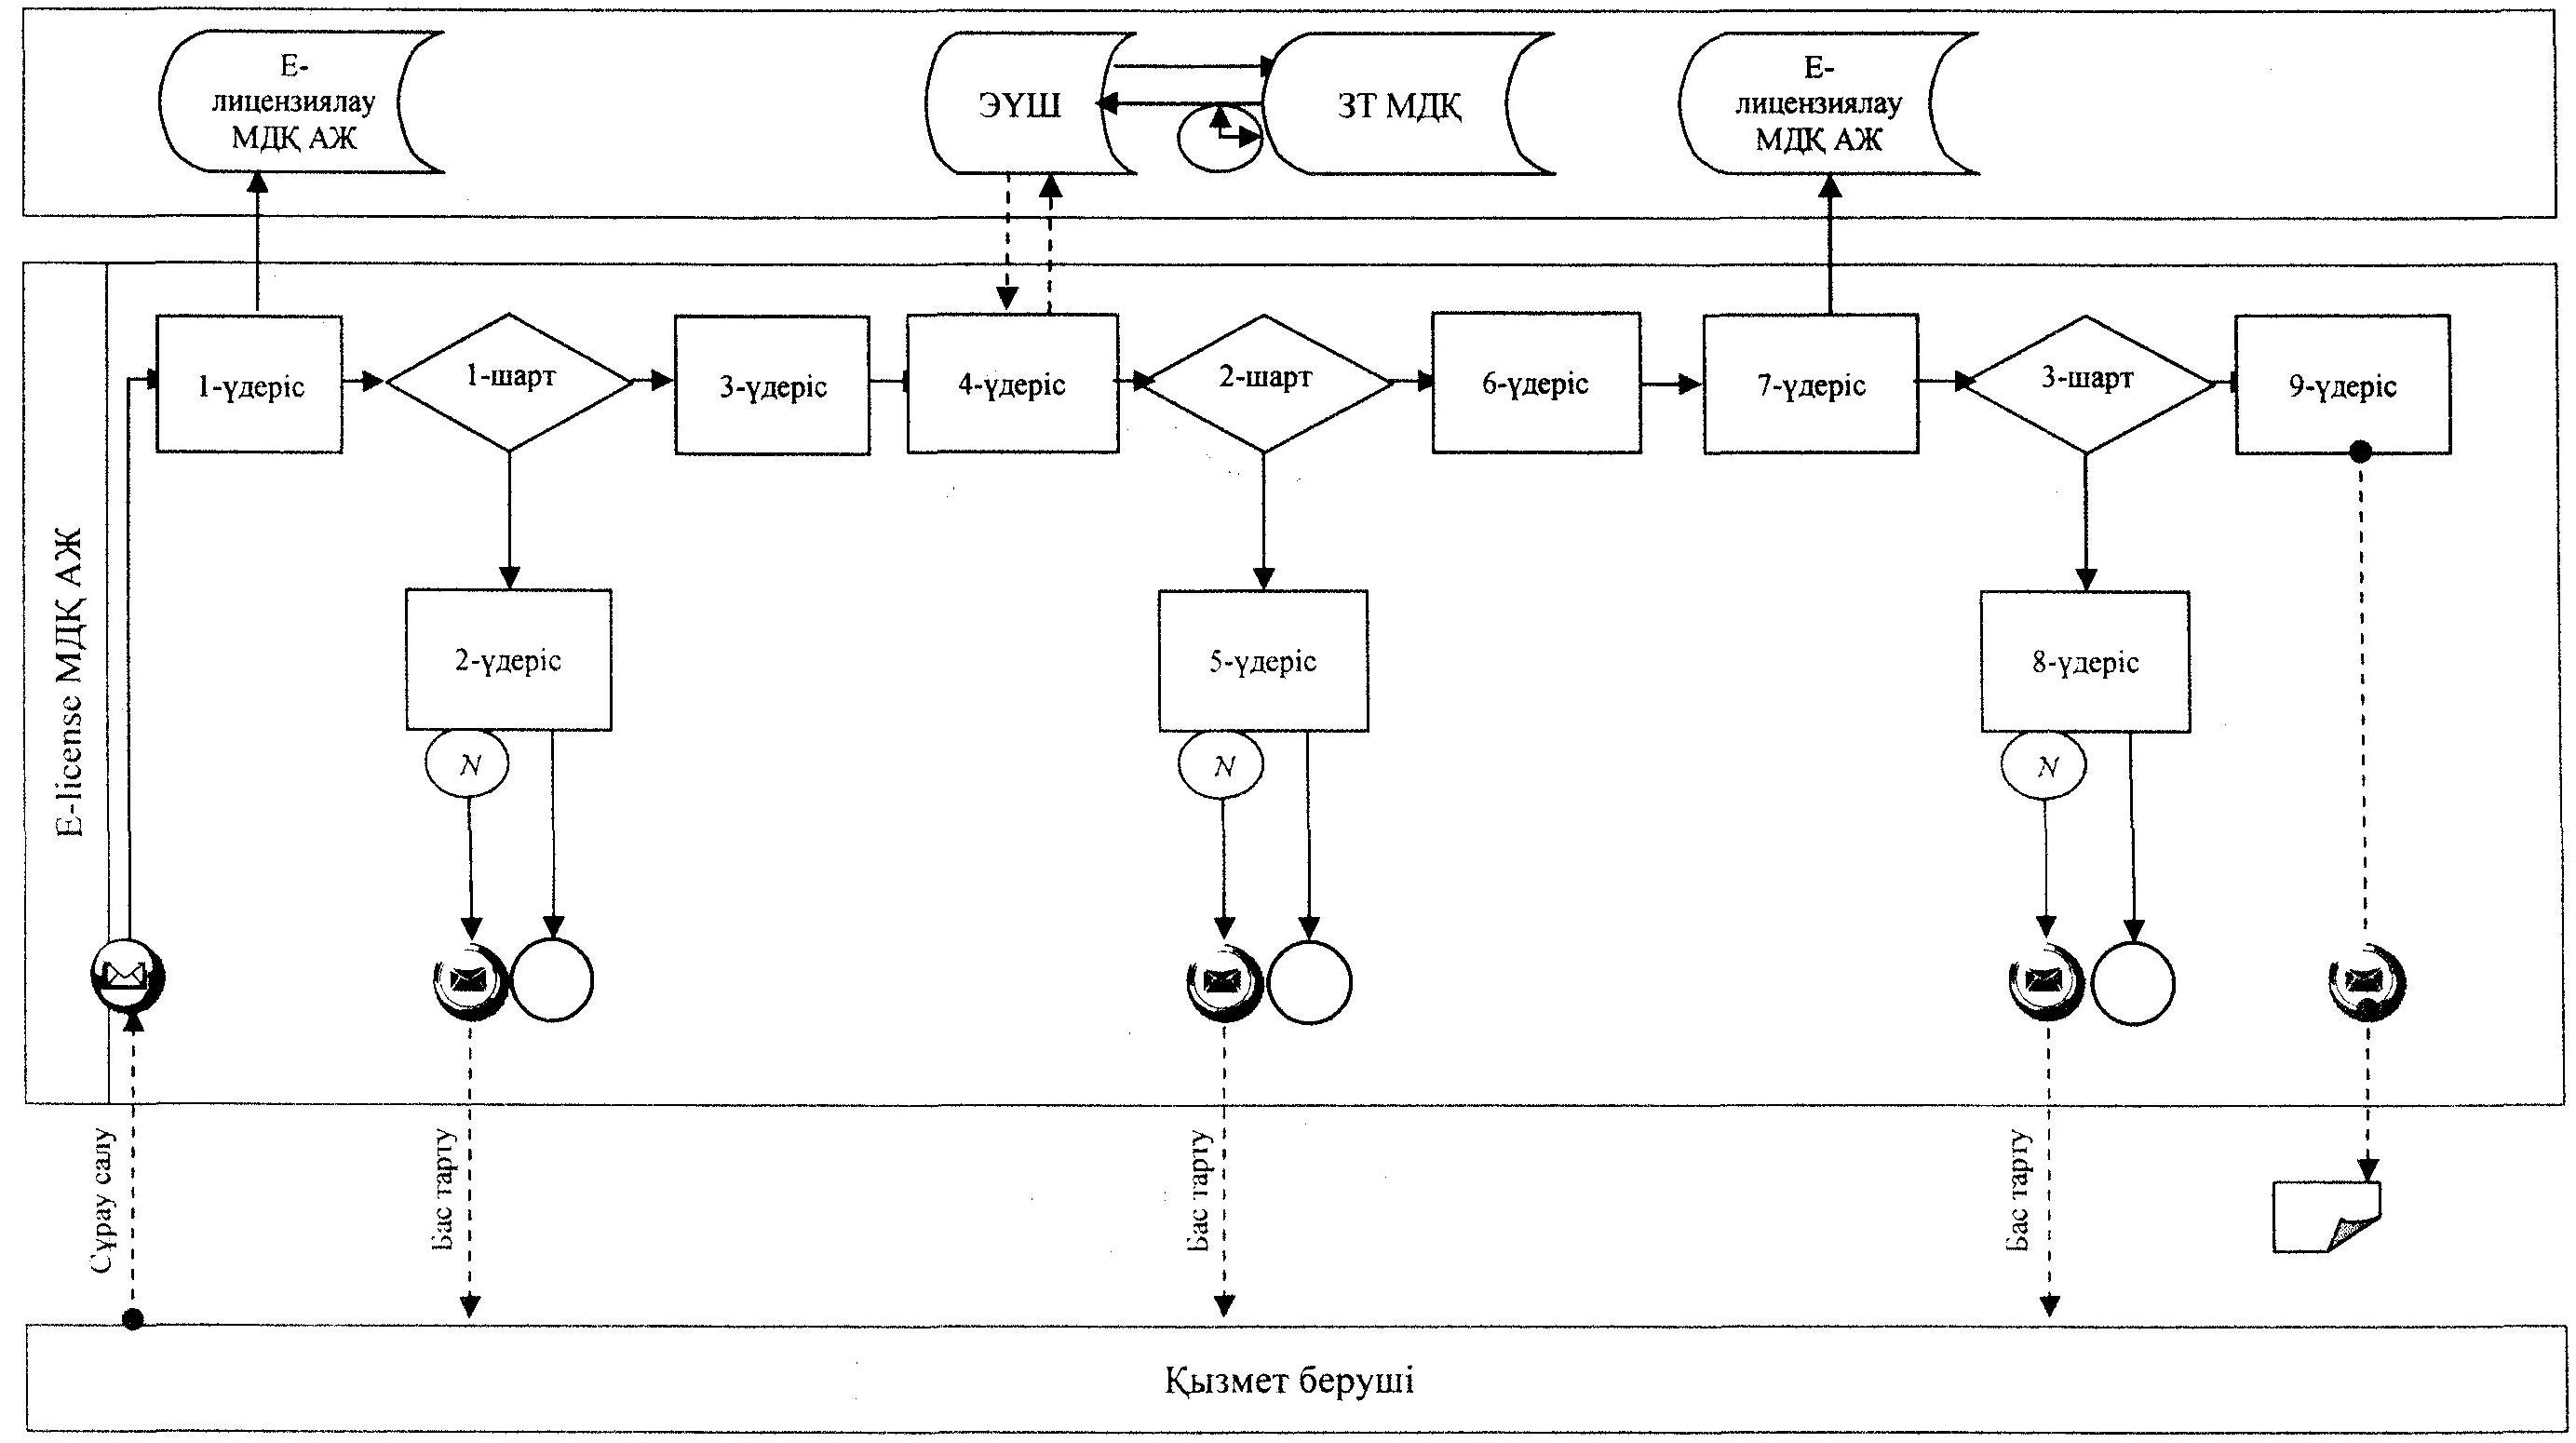 Е-
лицензиялау
МДҚ АЖ
ЭҮШ
ЗТ МДҚ
Е-
лицензиялау
МДҚ АЖ
E-license МДҚ АЖ
1-үдеріс
1-шарт
3-үдеріс
4-үдеріс
2-шарт
6-үдеріс
7-үдеріс
3-шарт
9-үдеріс
2-үдеріс
5-үдеріс
8-үдеріс
N
N
N
Сұрау салу
Бас тарту
Бас тарту
Бас тарту
Қызмет беруші